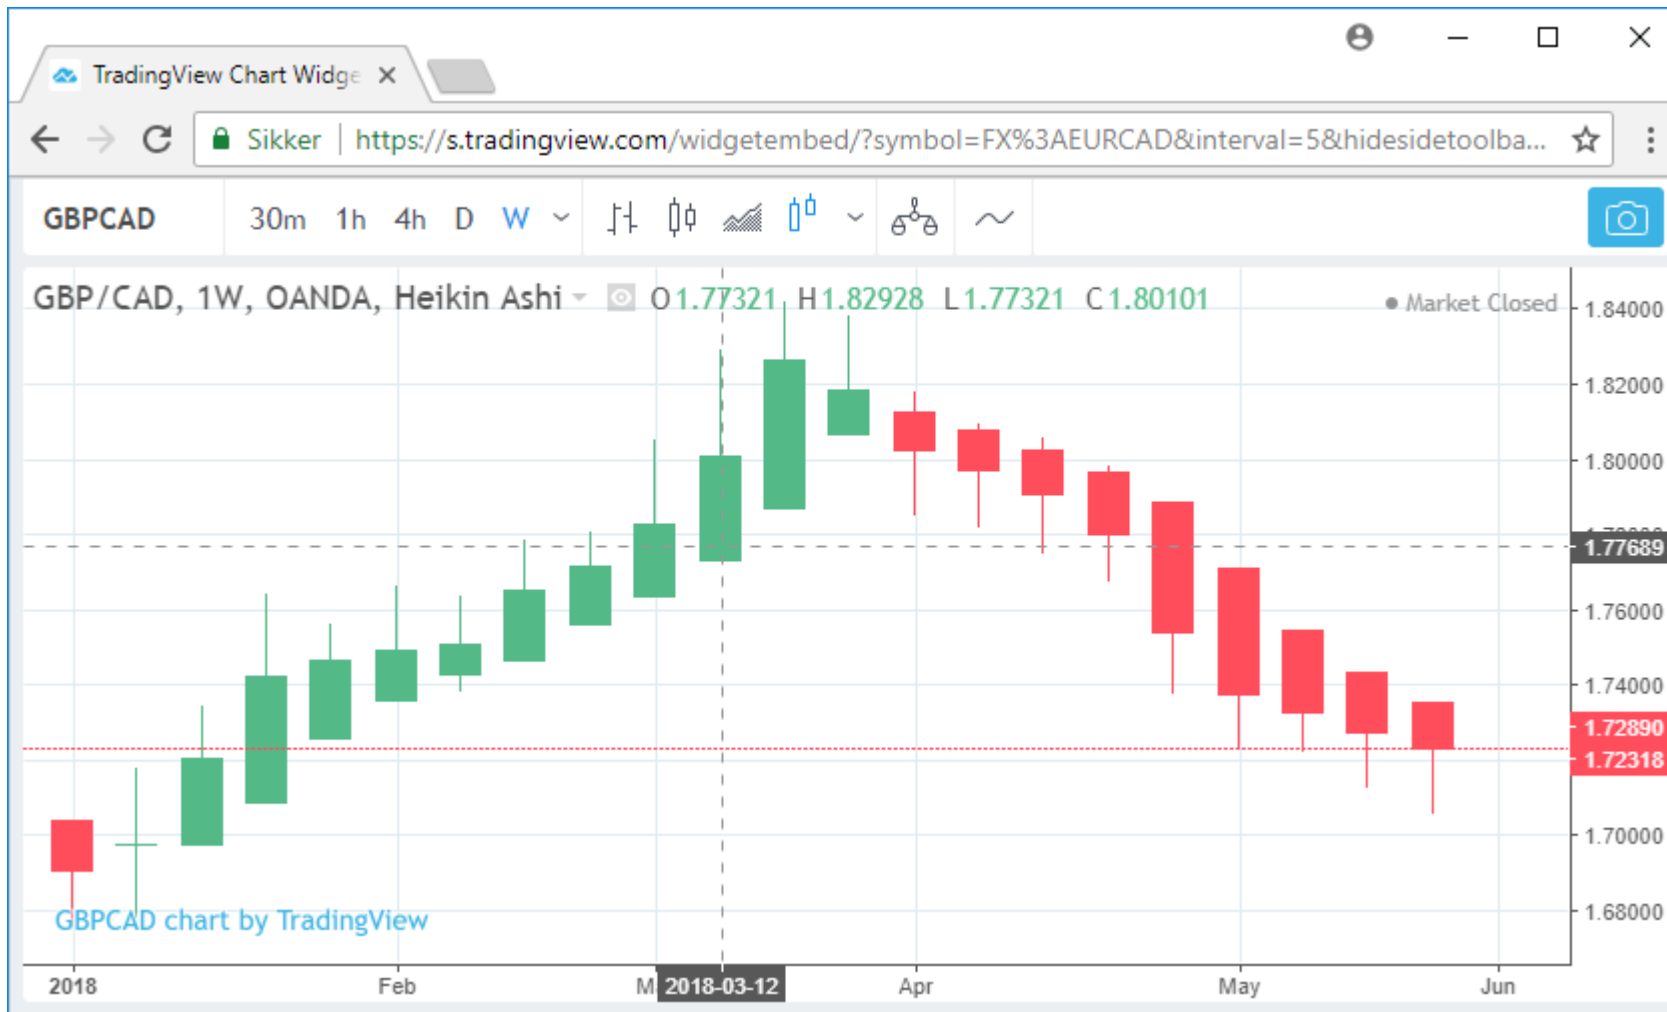 TradingView Chart Widge
Sikker https://s.tradingview.com/widgetembed/?symbol=FX%3AEURCAD&interval=5&hidesidetoolba...
GBPCAD 30m 1h 4h D W
GBP/CAD, 1W, OANDA, Heikin Ashi O1.77321 H1.82928 L1.77321 C1.80101
Market Closed
1.84000
1.82000
1.80000
1.77689
1.76000
1.74000
1.72890
1.72318
1.70000
1.68000
GBPCAD chart by TradingView
2018 Feb M 2018-03-12 Apr May Jun